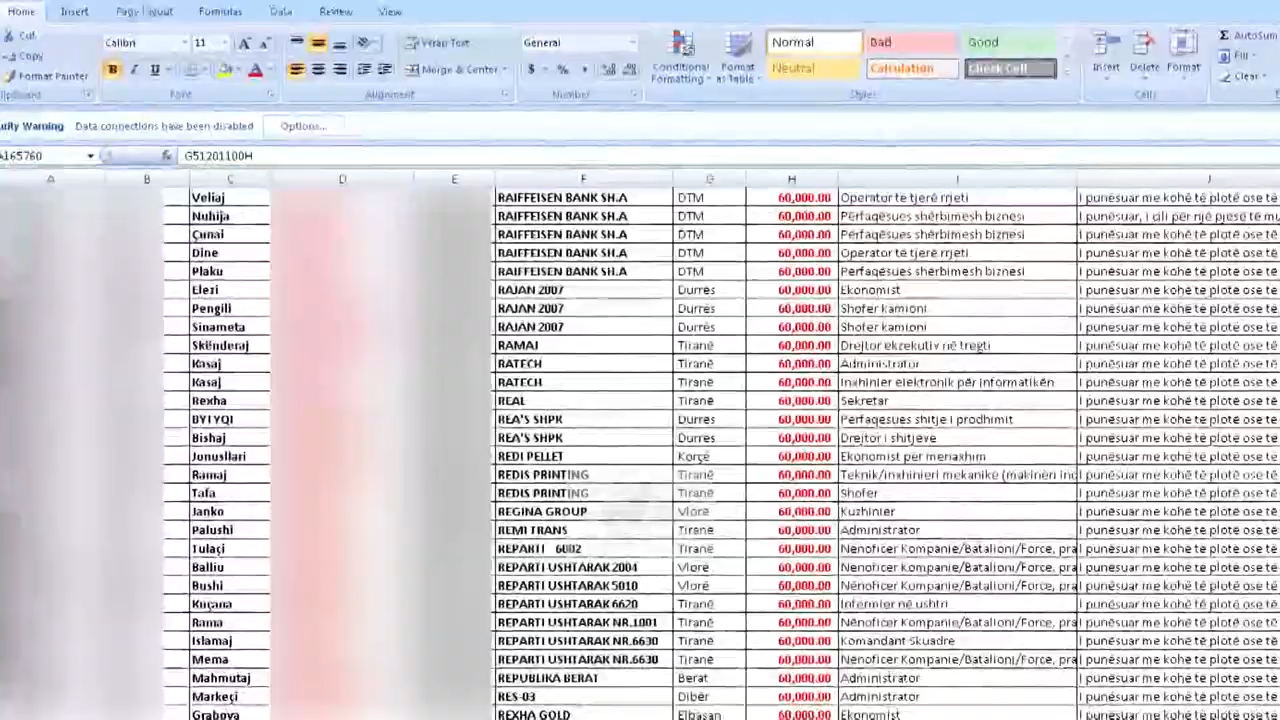 Home Insert Page Layout Formulas Data Review View
Cut Calibri 11 Wrap Text General Normal Bad Good AutoSum
Copy Conditional Format Insert Delete Format Fill
Format Painter B I U Merge & Center $ % , Formatting as Table Neutral Calculation Check Cell Clear
Clipboard Font Alignment Number Styles Cells
urity Warning Data connections have been disabled Options...
A165760 fx G51201100H
A B C D E F G H I J
Veliaj RAIFFEISEN BANK SH.A DTM 60,000.00 Operator të tjerë rrjeti I punësuar me kohë të plotë ose të
Nuhija RAIFFEISEN BANK SH.A DTM 60,000.00 Përfaqësues shërbimesh biznesi I punësuar, i cili për një pjesë të
Çunai RAIFFEISEN BANK SH.A DTM 60,000.00 Përfaqësues shërbimesh biznesi I punësuar me kohë të plotë ose të
Dine RAIFFEISEN BANK SH.A DTM 60,000.00 Operator të tjerë rrjeti I punësuar me kohë të plotë ose të
Plaku RAIFFEISEN BANK SH.A DTM 60,000.00 Përfaqësues shërbimesh biznesi I punësuar me kohë të plotë ose të
Elezi RAJAN 2007 Durrës 60,000.00 Ekonomist I punësuar me kohë të plotë ose të
Pengili RAJAN 2007 Durrës 60,000.00 Shofer kamioni I punësuar me kohë të plotë ose të
Sinameta RAJAN 2007 Durrës 60,000.00 Shofer kamioni I punësuar me kohë të plotë ose të
Skënderaj RAMAJ Tiranë 60,000.00 Drejtor ekzekutiv në tregti I punësuar me kohë të plotë ose të
Kasaj RATECH Tiranë 60,000.00 Administrator I punësuar me kohë të plotë ose të
Kasaj RATECH Tiranë 60,000.00 Inxhinier elektronik për informatikën I punësuar me kohë të plotë ose të
Rexha REAL Tiranë 60,000.00 Sekretar I punësuar me kohë të plotë ose të
BYLYQI REA'S SHPK Durrës 60,000.00 Përfaqësues shitje i prodhimit I punësuar me kohë të plotë ose të
Bishaj REA'S SHPK Durrës 60,000.00 Drejtor i shitjeve I punësuar me kohë të plotë ose të
Jonusllari REDI PELLET Korçë 60,000.00 Ekonomist për menaxhim I punësuar me kohë të plotë ose të
Ramaj REDIS PRINTING Tiranë 60,000.00 Teknik/inxhinieri mekanike (makinën ind I punësuar me kohë të plotë ose të
Tafa REDIS PRINTING Tiranë 60,000.00 Shofer I punësuar me kohë të plotë ose të
Janko REGINA GROUP Vlorë 60,000.00 Kuzhinier I punësuar me kohë të plotë ose të
Palushi REMI TRANS Tiranë 60,000.00 Administrator I punësuar me kohë të plotë ose të
Tulaçi REPARTI 6002 Tiranë 60,000.00 Nënoficer Kompanie/Batalioni/Force, pra I punësuar me kohë të plotë ose të
Balliu REPARTI USHTARAK 2004 Vlorë 60,000.00 Nënoficer Kompanie/Batalioni/Force, pra I punësuar me kohë të plotë ose të
Bushi REPARTI USHTARAK 5010 Vlorë 60,000.00 Nënoficer Kompanie/Batalioni/Force, pra I punësuar me kohë të plotë ose të
Kuçana REPARTI USHTARAK 6620 Tiranë 60,000.00 Infermier në ushtri I punësuar me kohë të plotë ose të
Rama REPARTI USHTARAK NR.1001 Tiranë 60,000.00 Nënoficer Kompanie/Batalioni/Force, pra I punësuar me kohë të plotë ose të
Islamaj REPARTI USHTARAK NR.6630 Tiranë 60,000.00 Komandant Skuadre I punësuar me kohë të plotë ose të
Mema REPARTI USHTARAK NR.6630 Tiranë 60,000.00 Nënoficer Kompanie/Batalioni/Force, pra I punësuar me kohë të plotë ose të
Mahmutaj REPUBLIKA BERAT Berat 60,000.00 Administrator I punësuar me kohë të plotë ose të
Markeçi RES-03 Dibër 60,000.00 Administrator I punësuar me kohë të plotë ose të
Grabova REXHA GOLD Elbasan 60,000.00 Ekonomist I punësuar me kohë të plotë ose të